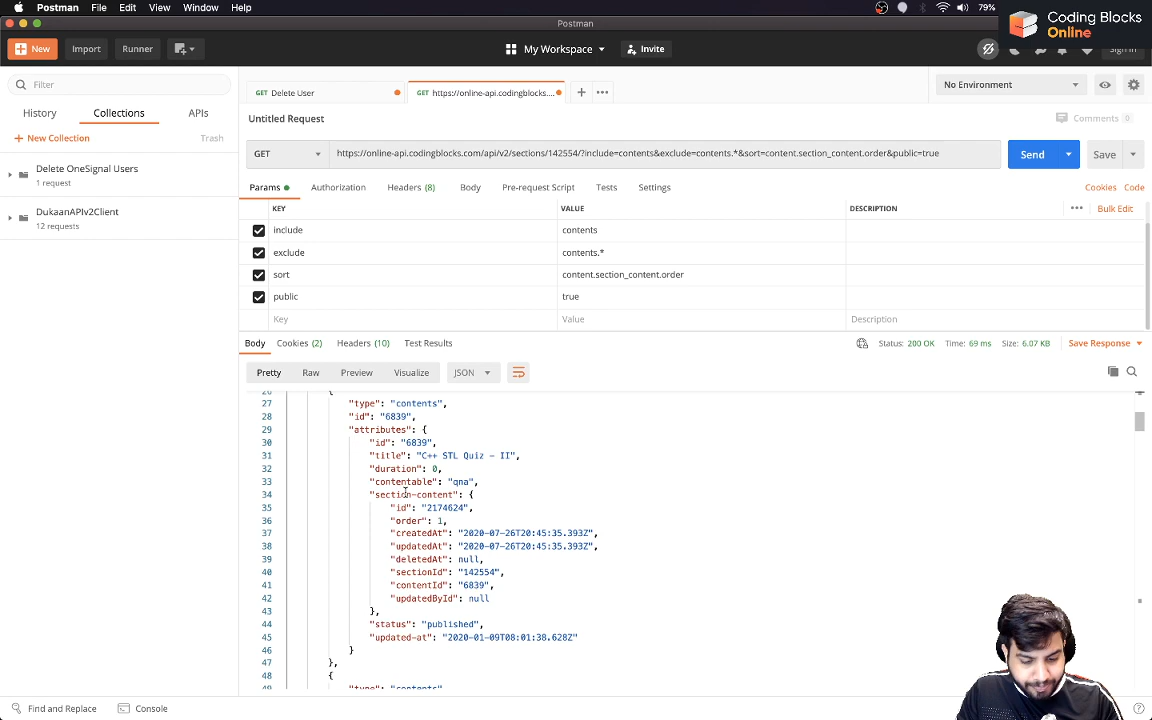 Postman File Edit View Window Help 79%
Postman
Coding Blocks
Online
New Import Runner My Workspace Invite Sign In
Filter
GET Delete User GET https://online-api.codingblocks.... + ••• No Environment
History Collections APIs
Untitled Request Comments 0
+ New Collection Trash
GET https://online-api.codingblocks.com/api/v2/sections/142554/?include=contents&exclude=contents.*&sort=content.section_content.order&public=true Send Save
Delete OneSignal Users
1 request
Params Authorization Headers (8) Body Pre-request Script Tests Settings Cookies Code
DukaanAPIv2Client
12 requests
KEY VALUE DESCRIPTION ••• Bulk Edit
include contents
exclude contents.*
sort content.section_content.order
public true
Key Value Description
Body Cookies (2) Headers (10) Test Results Status: 200 OK Time: 69 ms Size: 6.07 KB Save Response
Pretty Raw Preview Visualize JSON
26 {
27 "type": "contents",
28 "id": "6839",
29 "attributes": {
30 "id": "6839",
31 "title": "C++ STL Quiz - II",
32 "duration": 0,
33 "contentable": "qna",
34 "section-content": {
35 "id": "2174624",
36 "order": 1,
37 "createdAt": "2020-07-26T20:45:35.393Z",
38 "updatedAt": "2020-07-26T20:45:35.393Z",
39 "deletedAt": null,
40 "sectionId": "142554",
41 "contentId": "6839",
42 "updatedById": null
43 },
44 "status": "published",
45 "updated-at": "2020-01-09T08:01:38.628Z"
46 }
47 },
48 {
49 "type": "contents"
Find and Replace Console